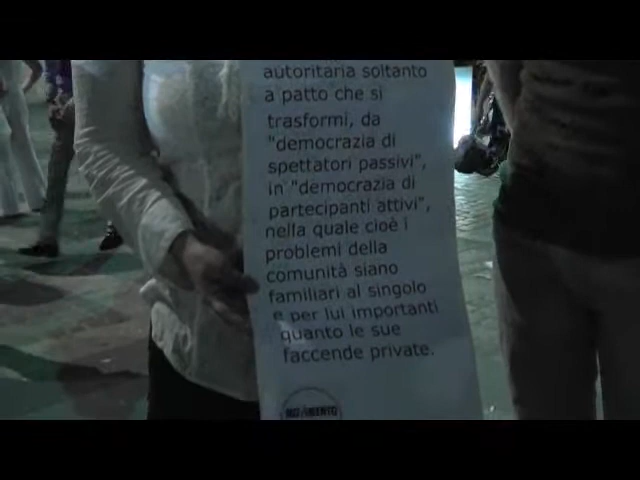 autoritaria soltanto
a patto che si
trasformi, da
"democrazia di
spettatori passivi",
in "democrazia di
partecipanti attivi",
nella quale cioè i
problemi della
comunità siano
familiari al singolo
e per lui importanti
quanto le sue
faccende private.
MOVIMENTO